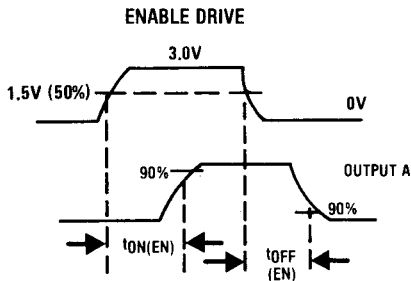 ENABLE DRIVE
3.0V
1.5V (50%)
0V
90%
OUTPUT A
90%
tON(EN)
tOFF
(EN)